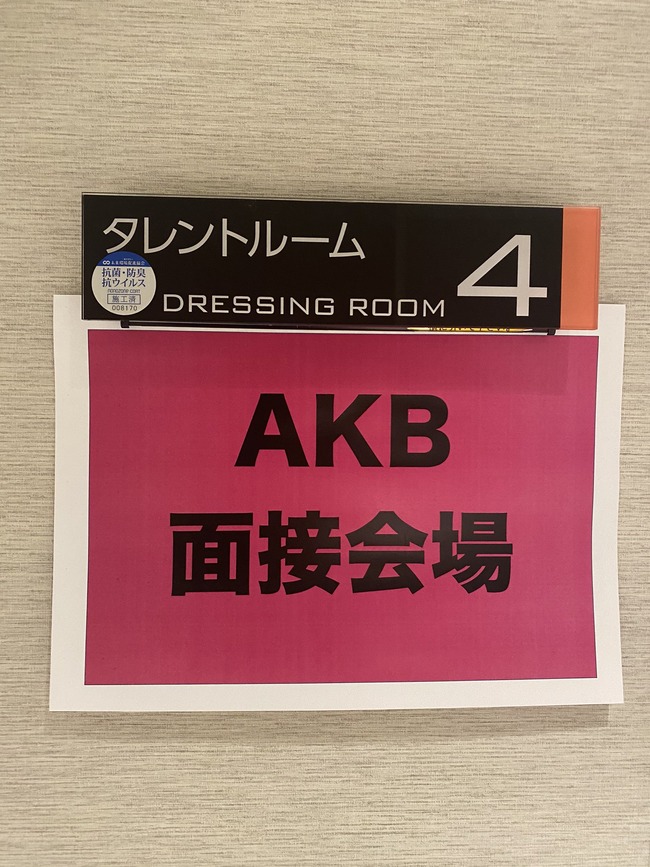 タレントルーム
4
抗菌・防臭
抗ウイルス
施工済
008170
DRESSING ROOM
AKB
面接会場